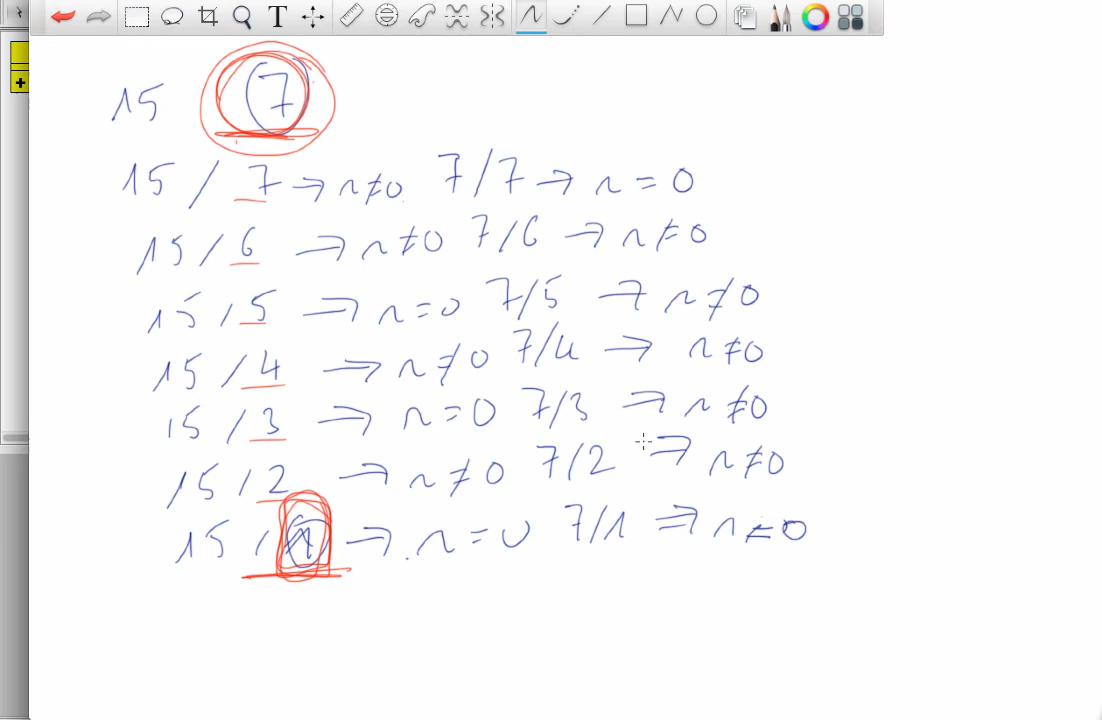 15 (7)
15 / 7 → r≠0 7/7 → r = 0
15 / 6 → r≠0 7/6 → r≠0
15 / 5 → r=0 7/5 → r≠0
15 / 4 → r≠0 7/4 → r≠0
15 / 3 → r=0 7/3 → r≠0
15 / 2 → r≠0 7/2 ⇒ r≠0
15 / 1 → r=0 7/1 ⇒ r=0